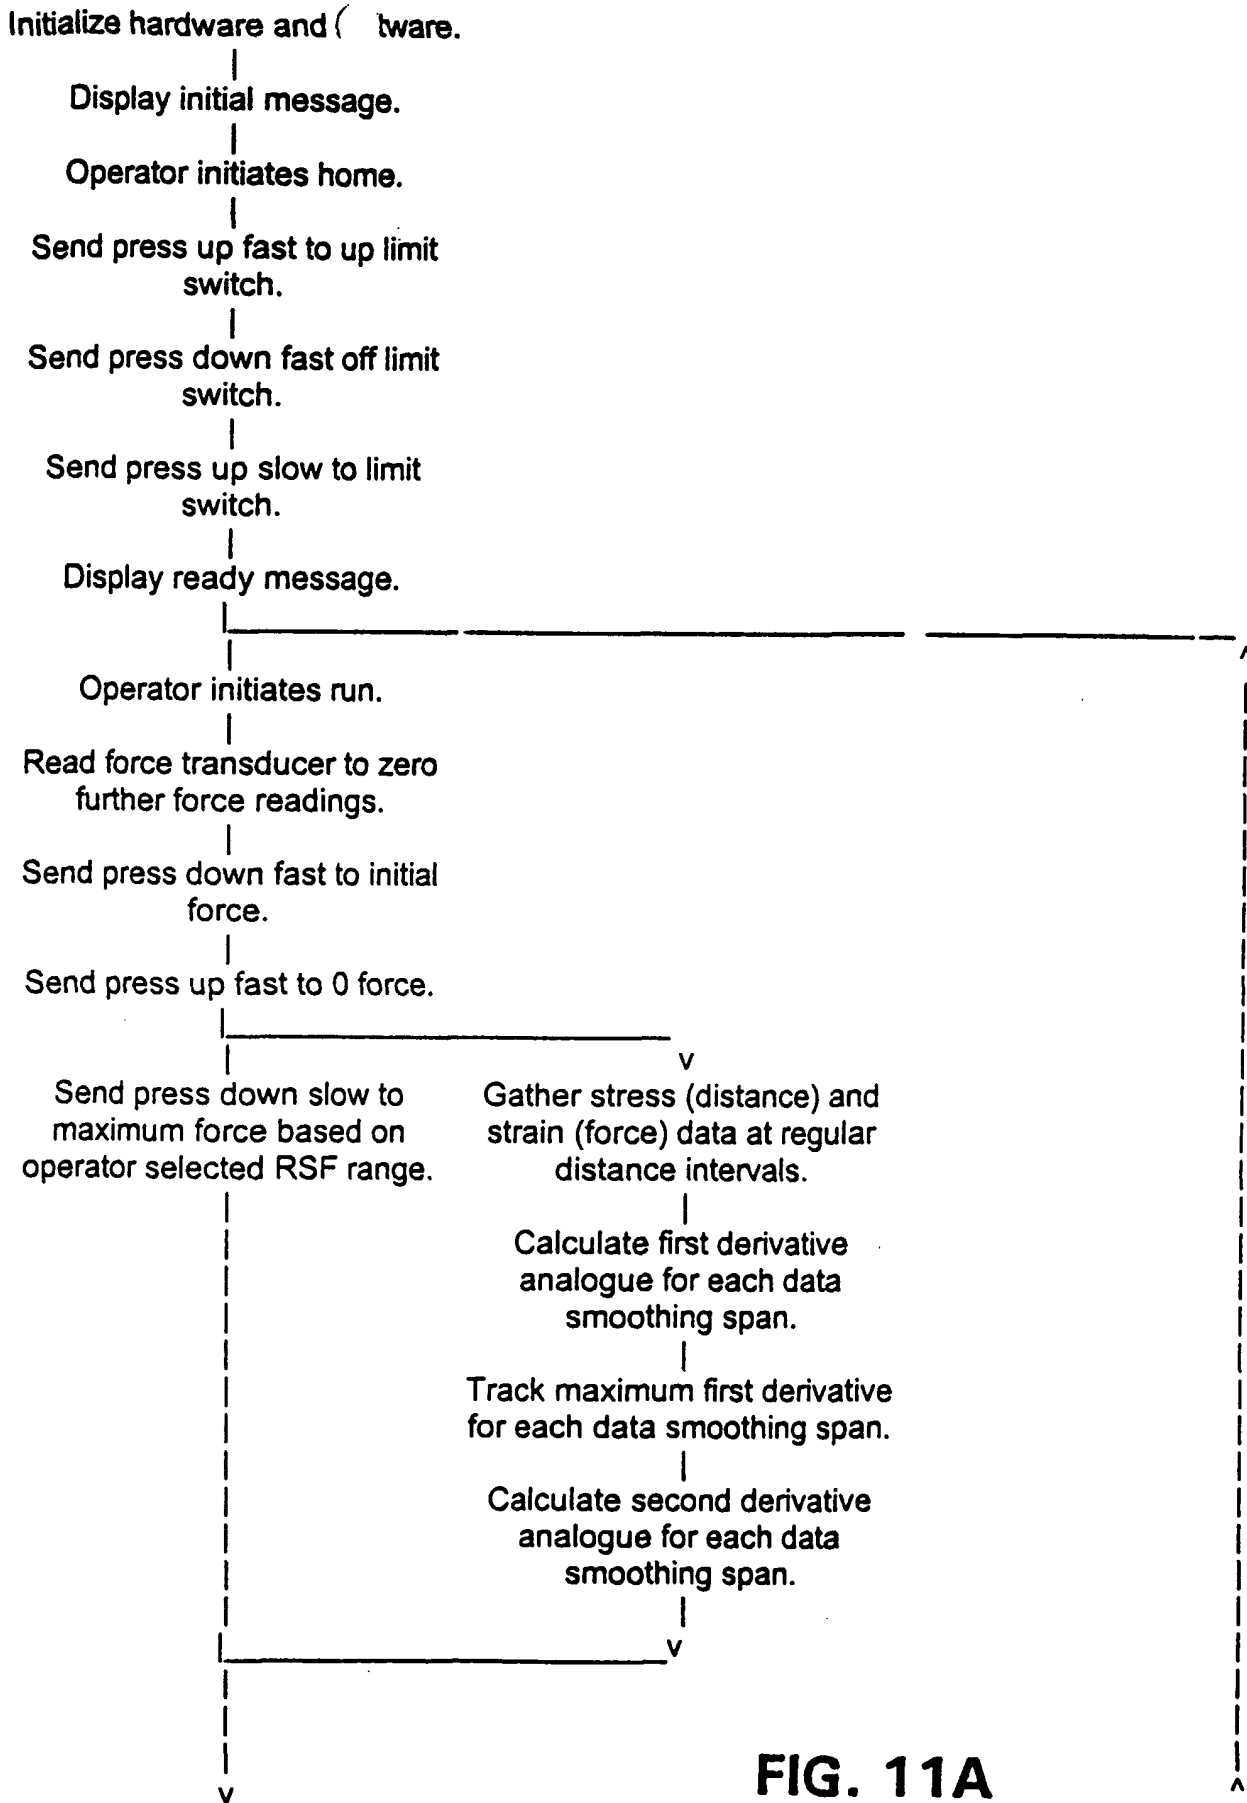 Initialize hardware and tware.
Display initial message.
Operator initiates home.
Send press up fast to up limit
switch.
Send press down fast off limit
switch.
Send press up slow to limit
switch.
Display ready message.
Operator initiates run.
Read force transducer to zero
further force readings.
Send press down fast to initial
force.
Send press up fast to 0 force.
Send press down slow to
maximum force based on
operator selected RSF range.
Gather stress (distance) and
strain (force) data at regular
distance intervals.
Calculate first derivative
analogue for each data
smoothing span.
Track maximum first derivative
for each data smoothing span.
Calculate second derivative
analogue for each data
smoothing span.
FIG. 11A